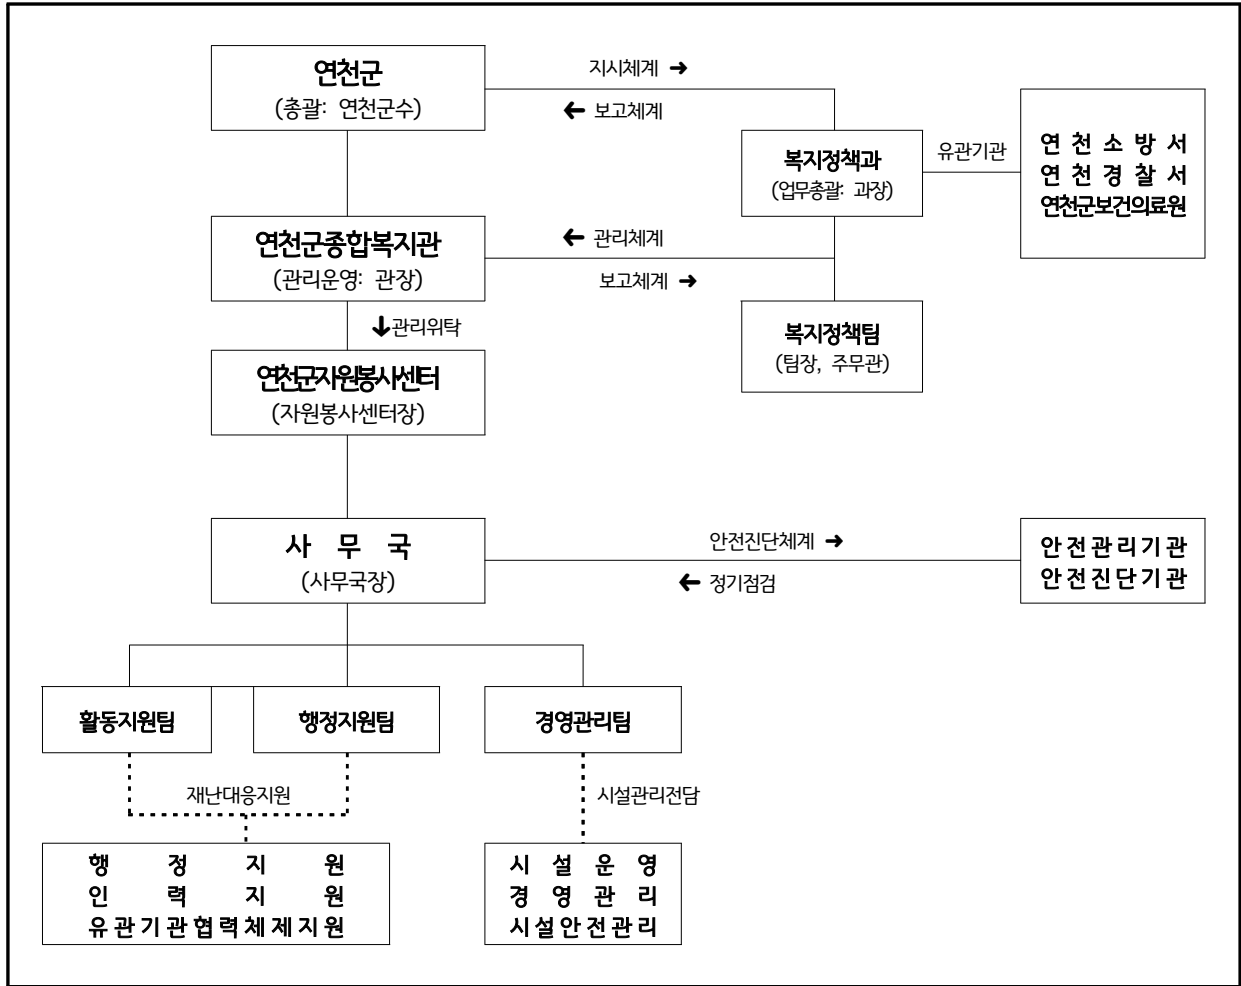 연천군
(총괄: 연천군수)
지시체계 →
← 보고체계
복지정책과
(업무총괄: 과장)
유관기관
연 천 소 방 서
연 천 경 찰 서
연천군보건의료원
연천군종합복지관
(관리운영: 관장)
← 관리체계
보고체계 →
↓관리위탁
복지정책팀
(팀장, 주무관)
연천군자원봉사센터
(자원봉사센터장)
사 무 국
(사무국장)
안전진단체계 →
← 정기점검
안전관리기관
안전진단기관
활동지원팀
행정지원팀
경영관리팀
재난대응지원
시설관리전담
행 정 지 원
인 력 지 원
유관기관협력체제지원
시 설 운 영
경 영 관 리
시설안전관리